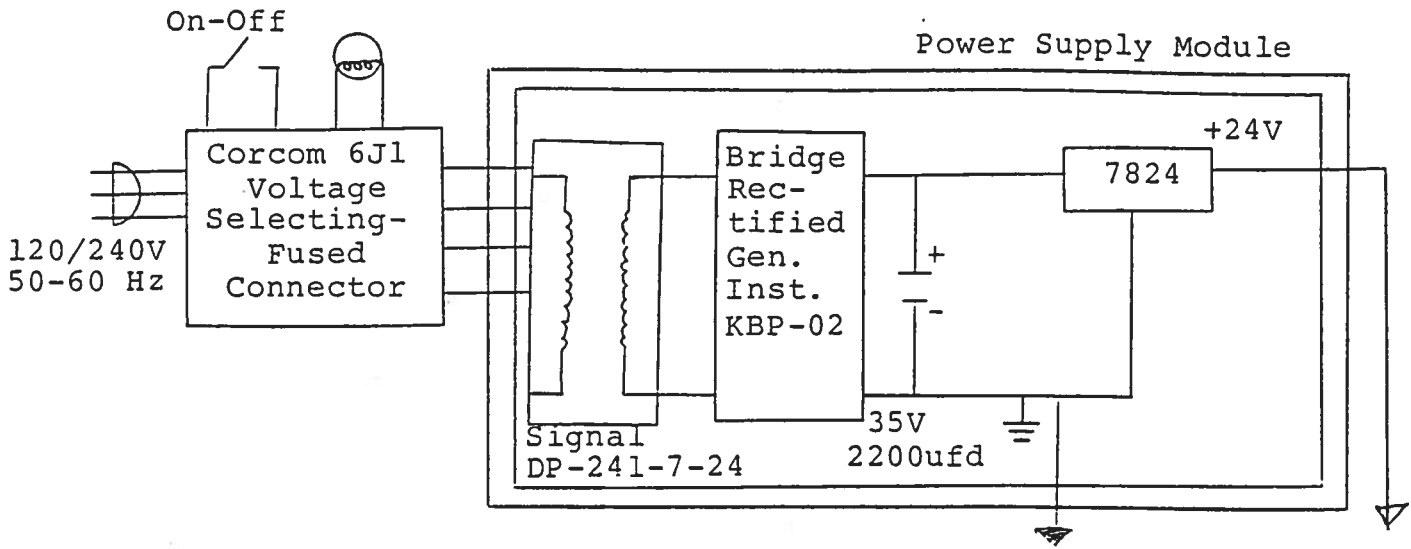 On-Off
Power Supply Module
Corcom 6J1
Voltage
Selecting-
Fused
Connector
120/240V
50-60 Hz
Bridge
Rec-
tified
Gen.
Inst.
KBP-02
+24V
7824
+
-
35V
2200ufd
Signal
DP-241-7-24